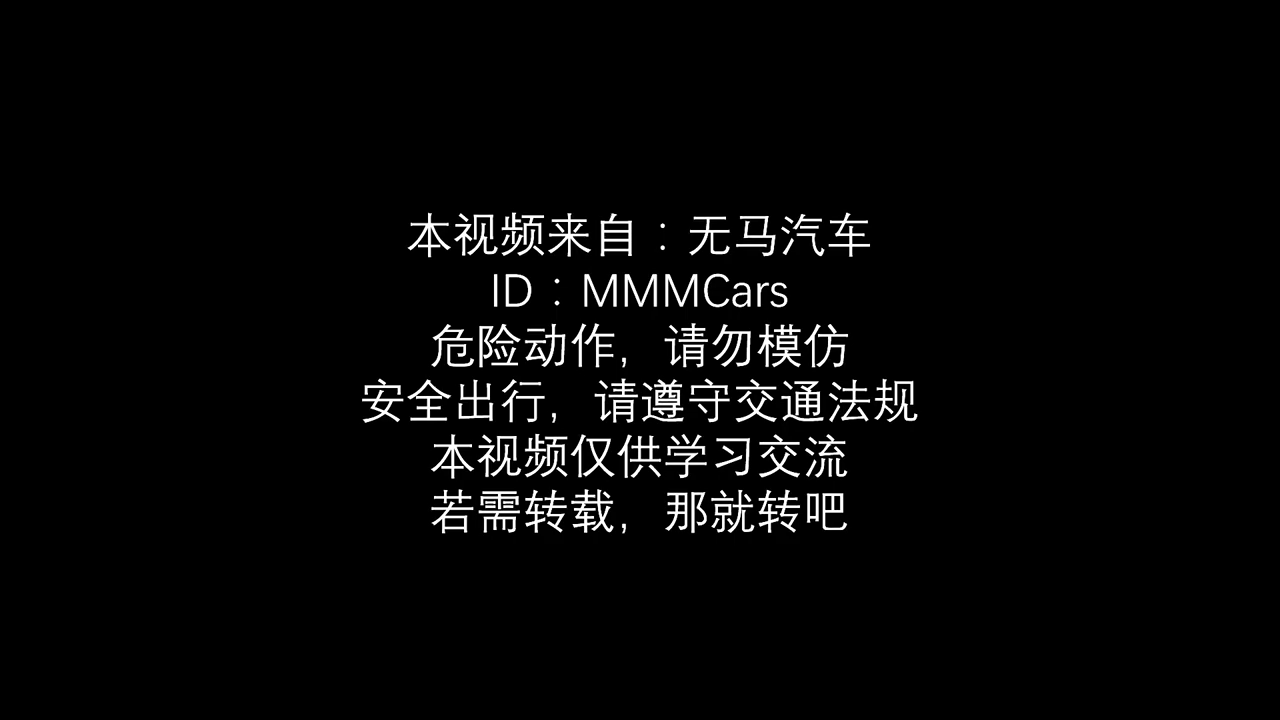 本视频来自：无马汽车
ID：MMMCars
危险动作，请勿模仿
安全出行，请遵守交通法规
本视频仅供学习交流
若需转载，那就转吧